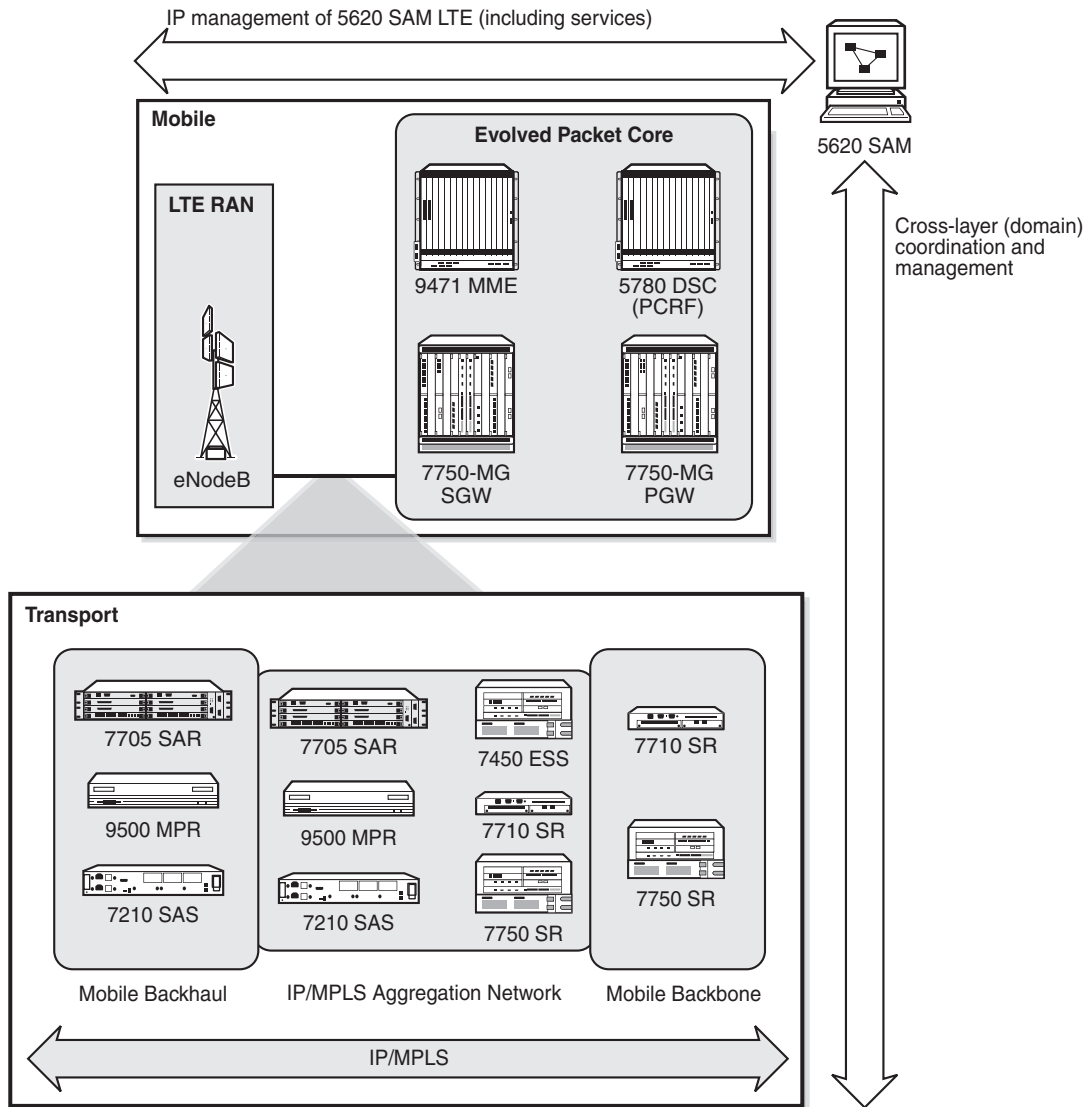 IP management of 5620 SAM LTE (including services)
5620 SAM
Cross-layer (domain)
coordination and
management
Mobile
LTE RAN
eNodeB
Evolved Packet Core
9471 MME
5780 DSC
(PCRF)
7750-MG
SGW
7750-MG
PGW
Transport
7705 SAR
9500 MPR
7210 SAS
Mobile Backhaul
7705 SAR
9500 MPR
7210 SAS
7450 ESS
7710 SR
7750 SR
IP/MPLS Aggregation Network
7710 SR
7750 SR
Mobile Backbone
IP/MPLS